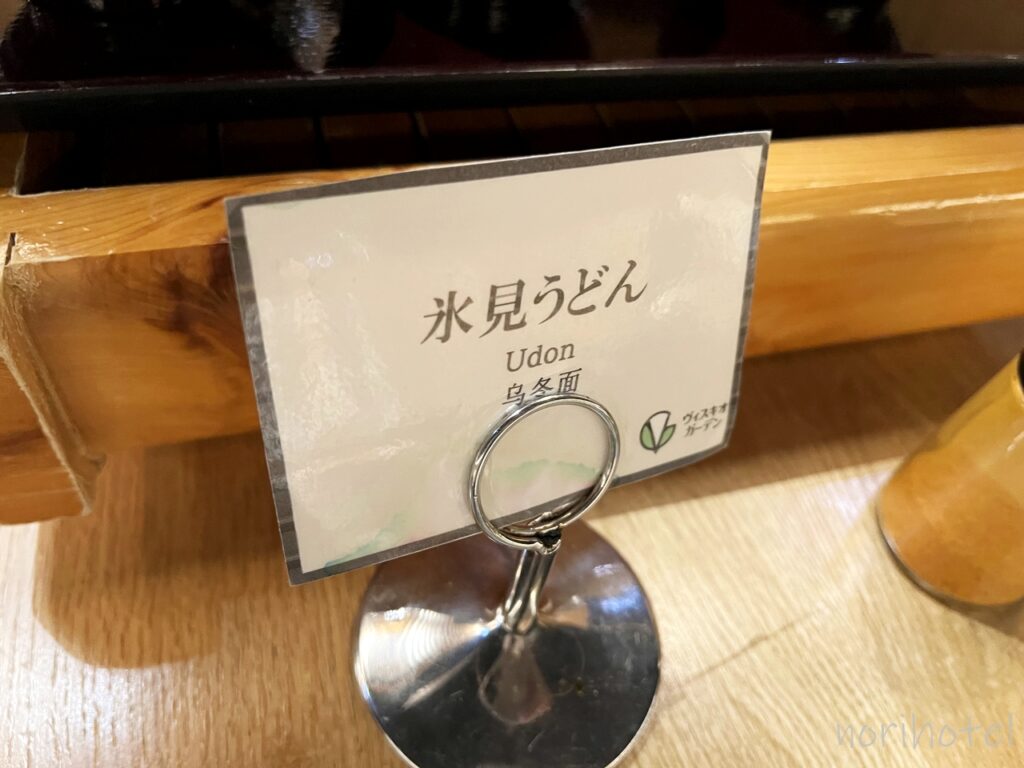 氷見うどん
Udon
乌冬面
ヴィスキオ
ガーデン
norihotel